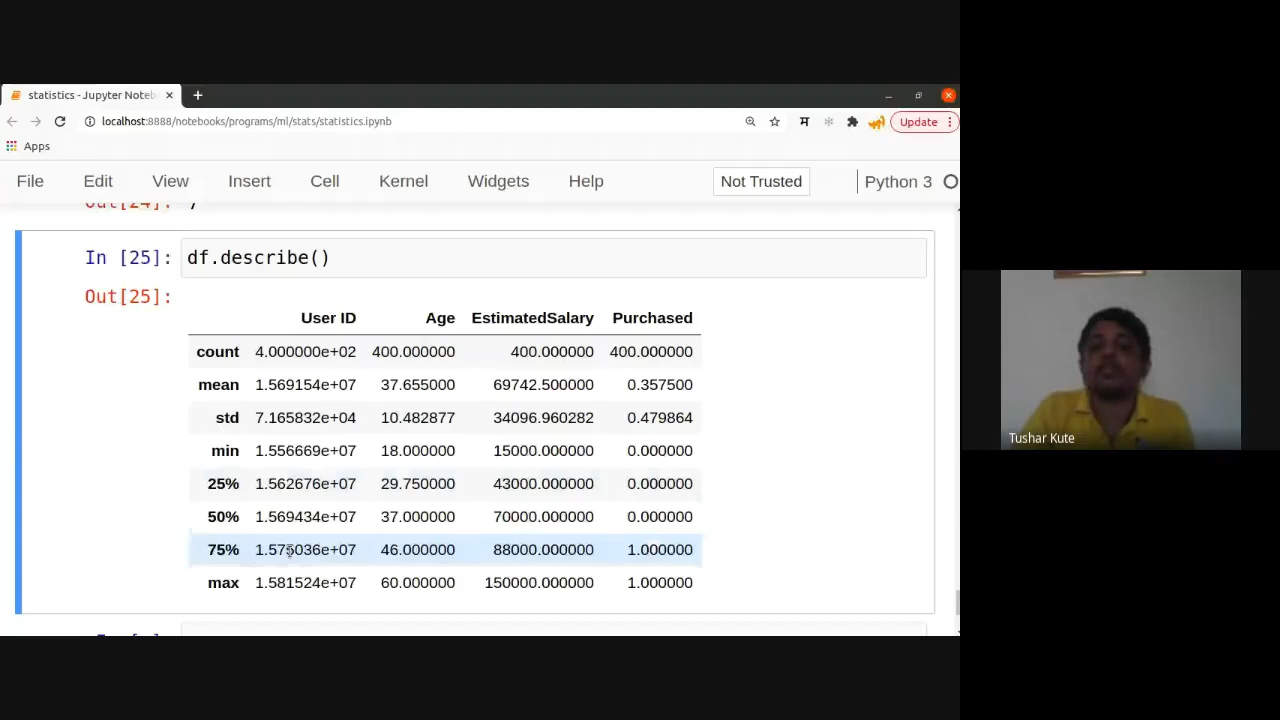 statistics - Jupyter Noteb
localhost:8888/notebooks/programs/ml/stats/statistics.ipynb
म
Update
Apps
File Edit View Insert Cell Kernel Widgets Help Not Trusted Python 3
Out[24]: 7
In [25]: df.describe()
Out[25]:
User ID Age EstimatedSalary Purchased
count 4.000000e+02 400.000000 400.000000 400.000000
mean 1.569154e+07 37.655000 69742.500000 0.357500
std 7.165832e+04 10.482877 34096.960282 0.479864
min 1.556669e+07 18.000000 15000.000000 0.000000
25% 1.562676e+07 29.750000 43000.000000 0.000000
50% 1.569434e+07 37.000000 70000.000000 0.000000
75% 1.575036e+07 46.000000 88000.000000 1.000000
max 1.581524e+07 60.000000 150000.000000 1.000000
Tushar Kute